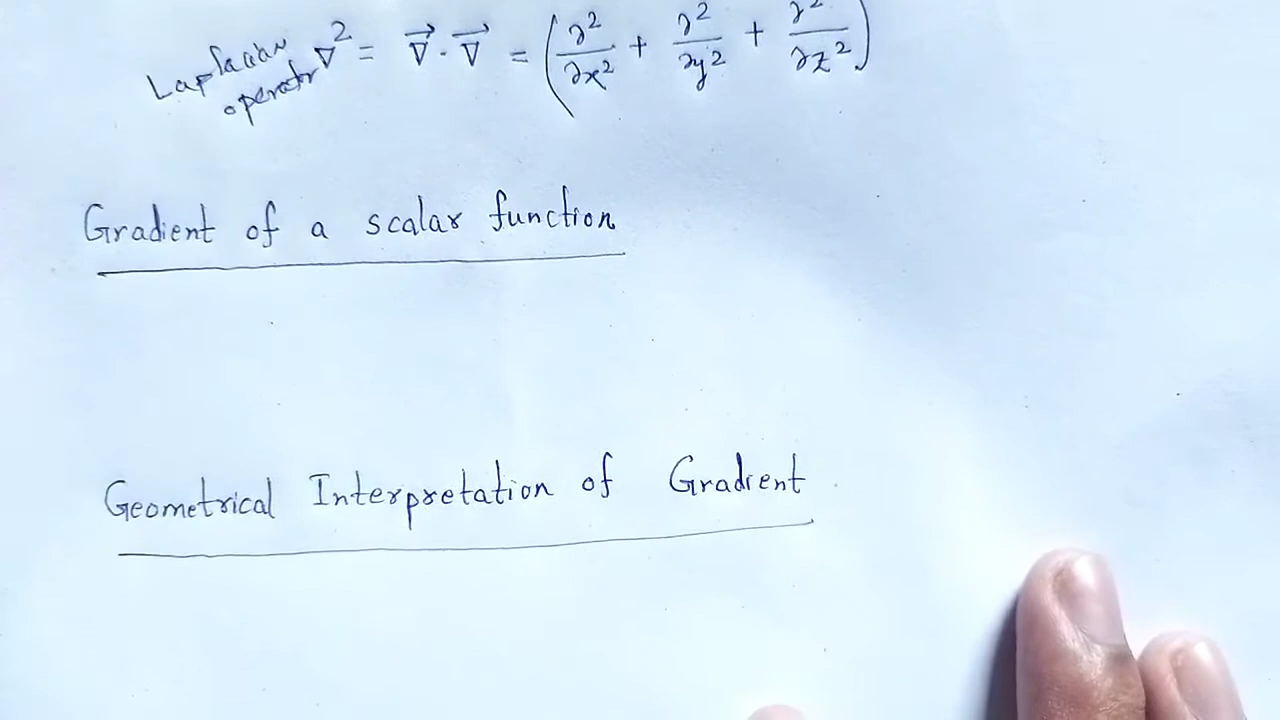 Laplacian operator ∇² = ∇⃗ · ∇⃗ = (∂²/∂x² + ∂²/∂y² + ∂²/∂z²)
Gradient of a scalar function
Geometrical Interpretation of Gradient